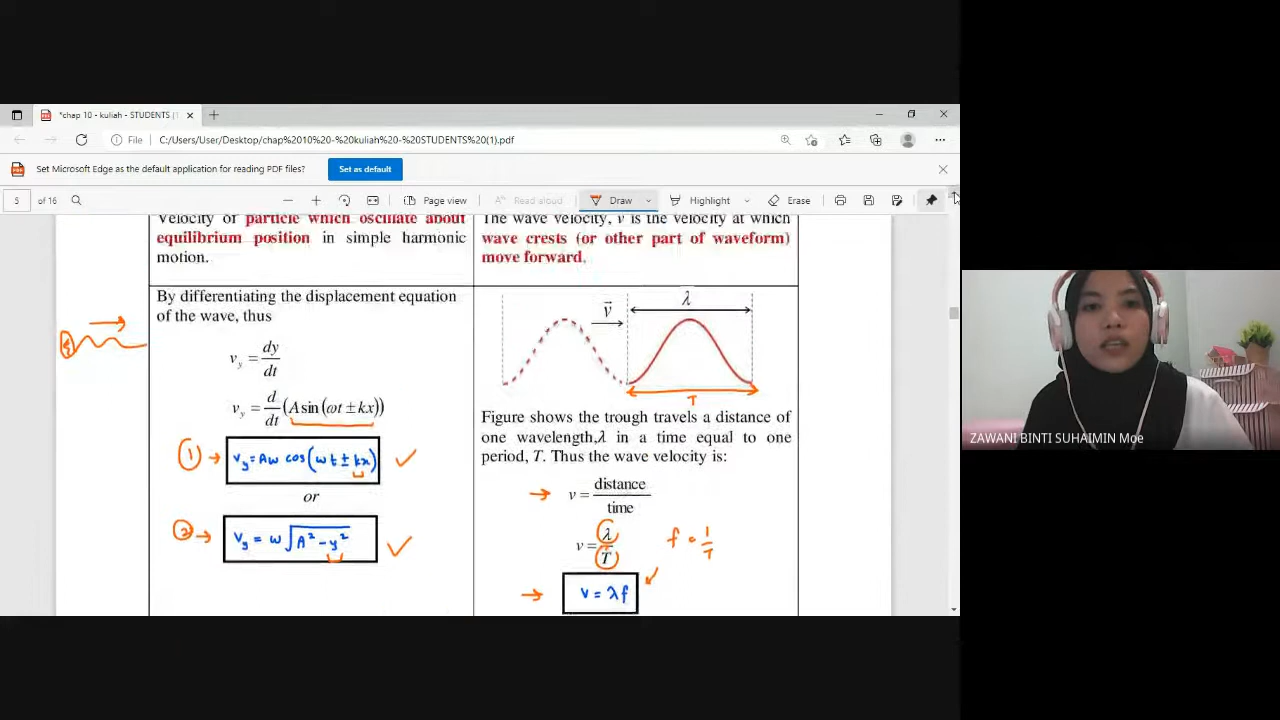 *chap 10 - kuliah - STUDENTS (1
File
C:/Users/User/Desktop/chap%2010%20-%20kuliah%20-%20STUDENTS%20(1).pdf
Set Microsoft Edge as the default application for reading PDF files?
Set as default
5 of 16
Page view
Read aloud
Draw
Highlight
Erase
Velocity of particle which oscillate about
equilibrium position in simple harmonic
motion.
The wave velocity, v is the velocity at which
wave crests (or other part of waveform)
move forward.
By differentiating the displacement equation
of the wave, thus
v_y = dy/dt
v_y = d/dt (A sin(ωt ± kx))
① → v_y = Aω cos(ωt ± kx) ✓
or
② → v_y = ω√(A² − y²) ✓
v⃗
λ
T
Figure shows the trough travels a distance of
one wavelength,λ in a time equal to one
period, T. Thus the wave velocity is:
→ v = distance/time
v = λ/T
f = 1/T
→ v = λf ✓
ZAWANI BINTI SUHAIMIN Moe